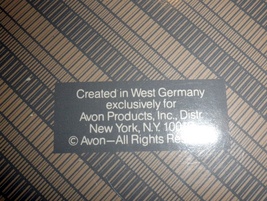 Created in West Germany
exclusively for
Avon Products, Inc., Distr.
New York, N.Y.
© Avon—All Rights